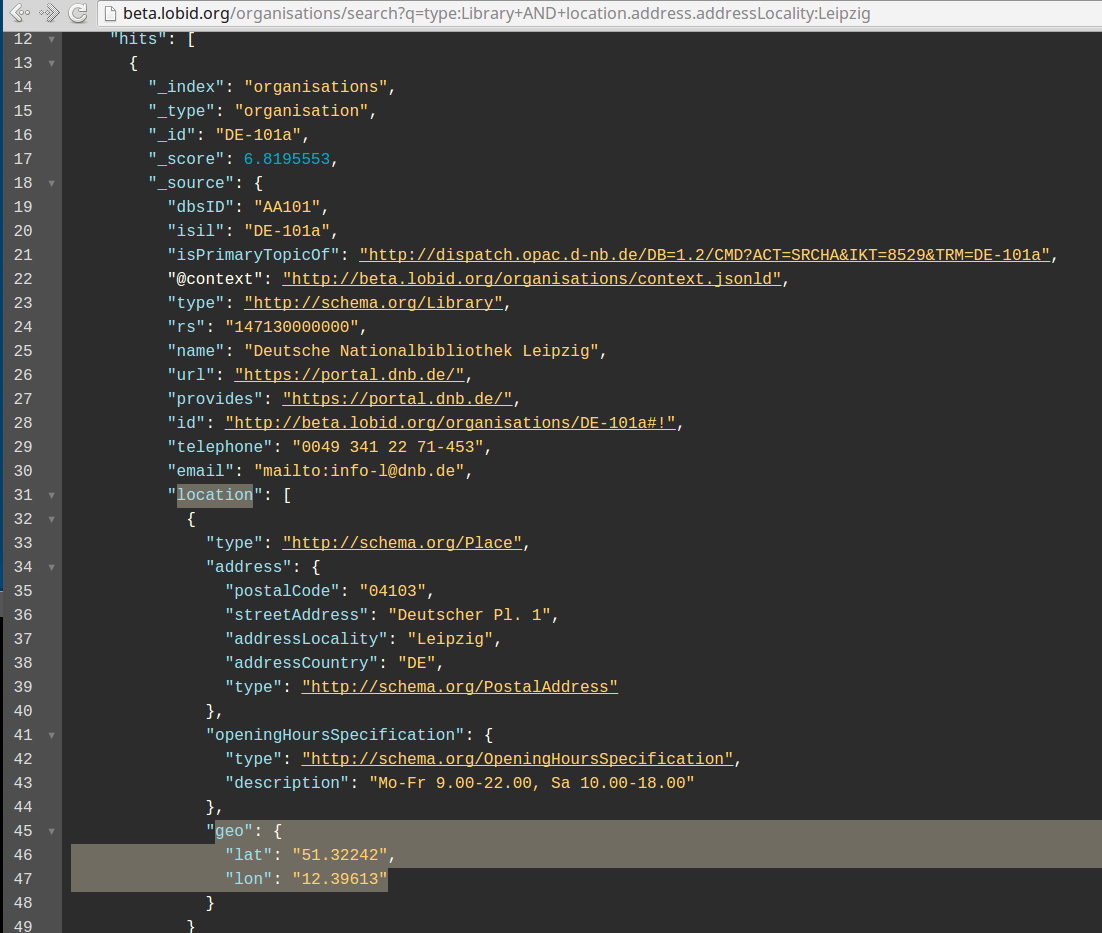 beta.lobid.org/organisations/search?q=type:Library+AND+location.address.addressLocality:Leipzig
12 "hits": [
13 {
14 "_index": "organisations",
15 "_type": "organisation",
16 "_id": "DE-101a",
17 "_score": 6.8195553,
18 "_source": {
19 "dbsID": "AA101",
20 "isil": "DE-101a",
21 "isPrimaryTopicOf": "http://dispatch.opac.d-nb.de/DB=1.2/CMD?ACT=SRCHA&IKT=8529&TRM=DE-101a",
22 "@context": "http://beta.lobid.org/organisations/context.jsonld",
23 "type": "http://schema.org/Library",
24 "rs": "147130000000",
25 "name": "Deutsche Nationalbibliothek Leipzig",
26 "url": "https://portal.dnb.de/",
27 "provides": "https://portal.dnb.de/",
28 "id": "http://beta.lobid.org/organisations/DE-101a#!",
29 "telephone": "0049 341 22 71-453",
30 "email": "mailto:info-l@dnb.de",
31 "location": [
32 {
33 "type": "http://schema.org/Place",
34 "address": {
35 "postalCode": "04103",
36 "streetAddress": "Deutscher Pl. 1",
37 "addressLocality": "Leipzig",
38 "addressCountry": "DE",
39 "type": "http://schema.org/PostalAddress"
40 },
41 "openingHoursSpecification": {
42 "type": "http://schema.org/OpeningHoursSpecification",
43 "description": "Mo-Fr 9.00-22.00, Sa 10.00-18.00"
44 },
45 "geo": {
46 "lat": "51.32242",
47 "lon": "12.39613"
48 }
49 }